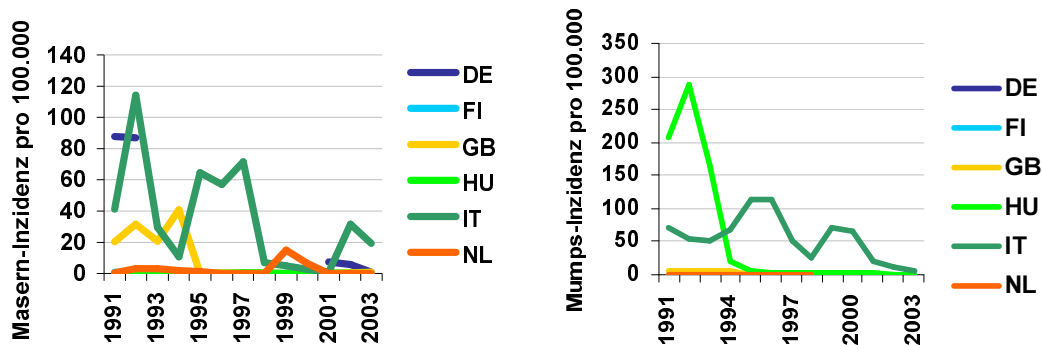 Masern-Inzidenz pro 100.000
140
120
100
80
60
40
20
0
1991
1993
1995
1997
1999
2001
2003
DE
FI
GB
HU
IT
NL
Mumps-Inzidenz pro 100.000
350
300
250
200
150
100
50
0
1991
1994
1997
2000
2003
DE
FI
GB
HU
IT
NL